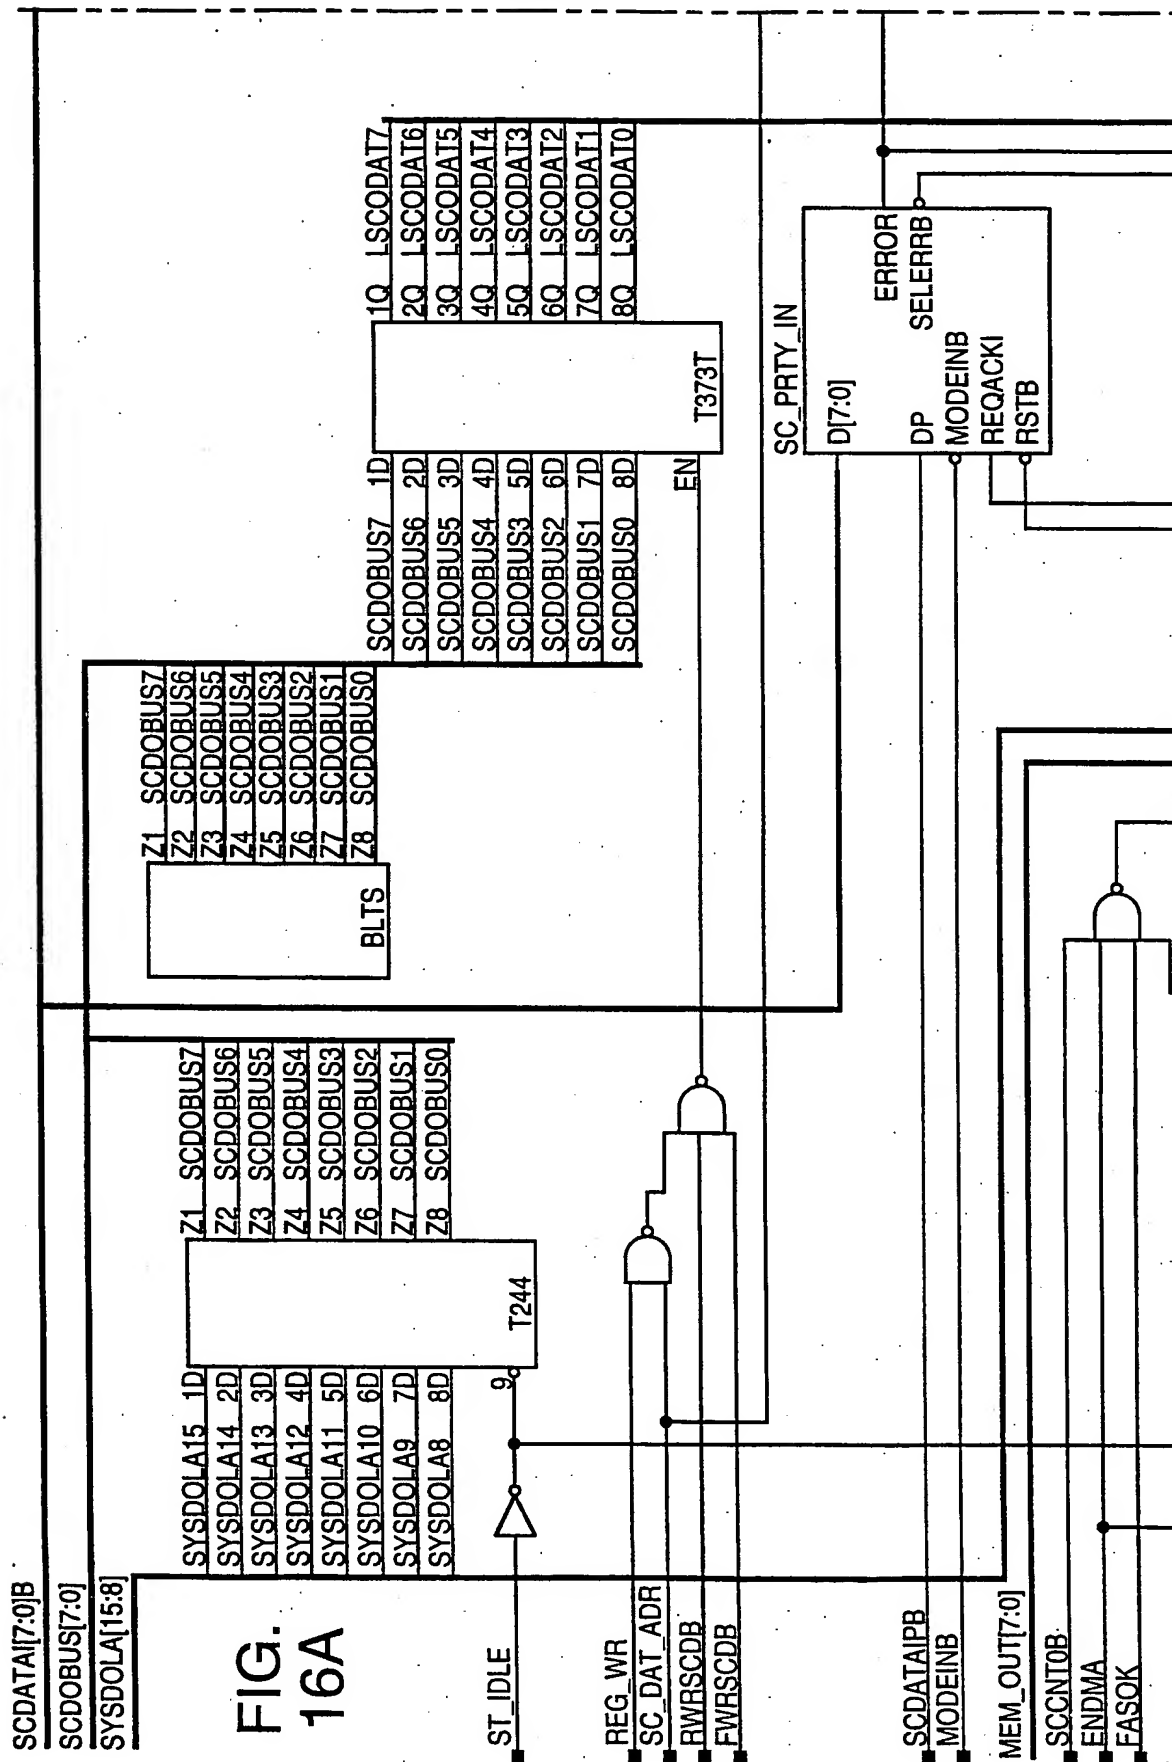 SCDATAI[7:0]B
SCDOBUS[7:0]
SYSDOLA[15:8]
FIG.
16A
SYSDOLA15 1D
SYSDOLA14 2D
SYSDOLA13 3D
SYSDOLA12 4D
SYSDOLA11 5D
SYSDOLA10 6D
SYSDOLA9 7D
SYSDOLA8 8D
9
T244
Z1 SCDOBUS7
Z2 SCDOBUS6
Z3 SCDOBUS5
Z4 SCDOBUS4
Z5 SCDOBUS3
Z6 SCDOBUS2
Z7 SCDOBUS1
Z8 SCDOBUS0
BLTS
Z1 SCDOBUS7
Z2 SCDOBUS6
Z3 SCDOBUS5
Z4 SCDOBUS4
Z5 SCDOBUS3
Z6 SCDOBUS2
Z7 SCDOBUS1
Z8 SCDOBUS0
SCDOBUS7 1D
SCDOBUS6 2D
SCDOBUS5 3D
SCDOBUS4 4D
SCDOBUS3 5D
SCDOBUS2 6D
SCDOBUS1 7D
SCDOBUS0 8D
EN
T373T
1Q LSCODAT7
2Q LSCODAT6
3Q LSCODAT5
4Q LSCODAT4
5Q LSCODAT3
6Q LSCODAT2
7Q LSCODAT1
8Q LSCODAT0
ST_IDLE
REG_WR
SC_DAT_ADR
RWRSCDB
FWRSCDB
SC_PRTY_IN
D[7:0]
DP
MODEINB
REQACKI
RSTB
ERROR
SELERRB
SCDATAIPB
MODEINB
MEM_OUT[7:0]
SCCNT0B
ENDMA
FASOK